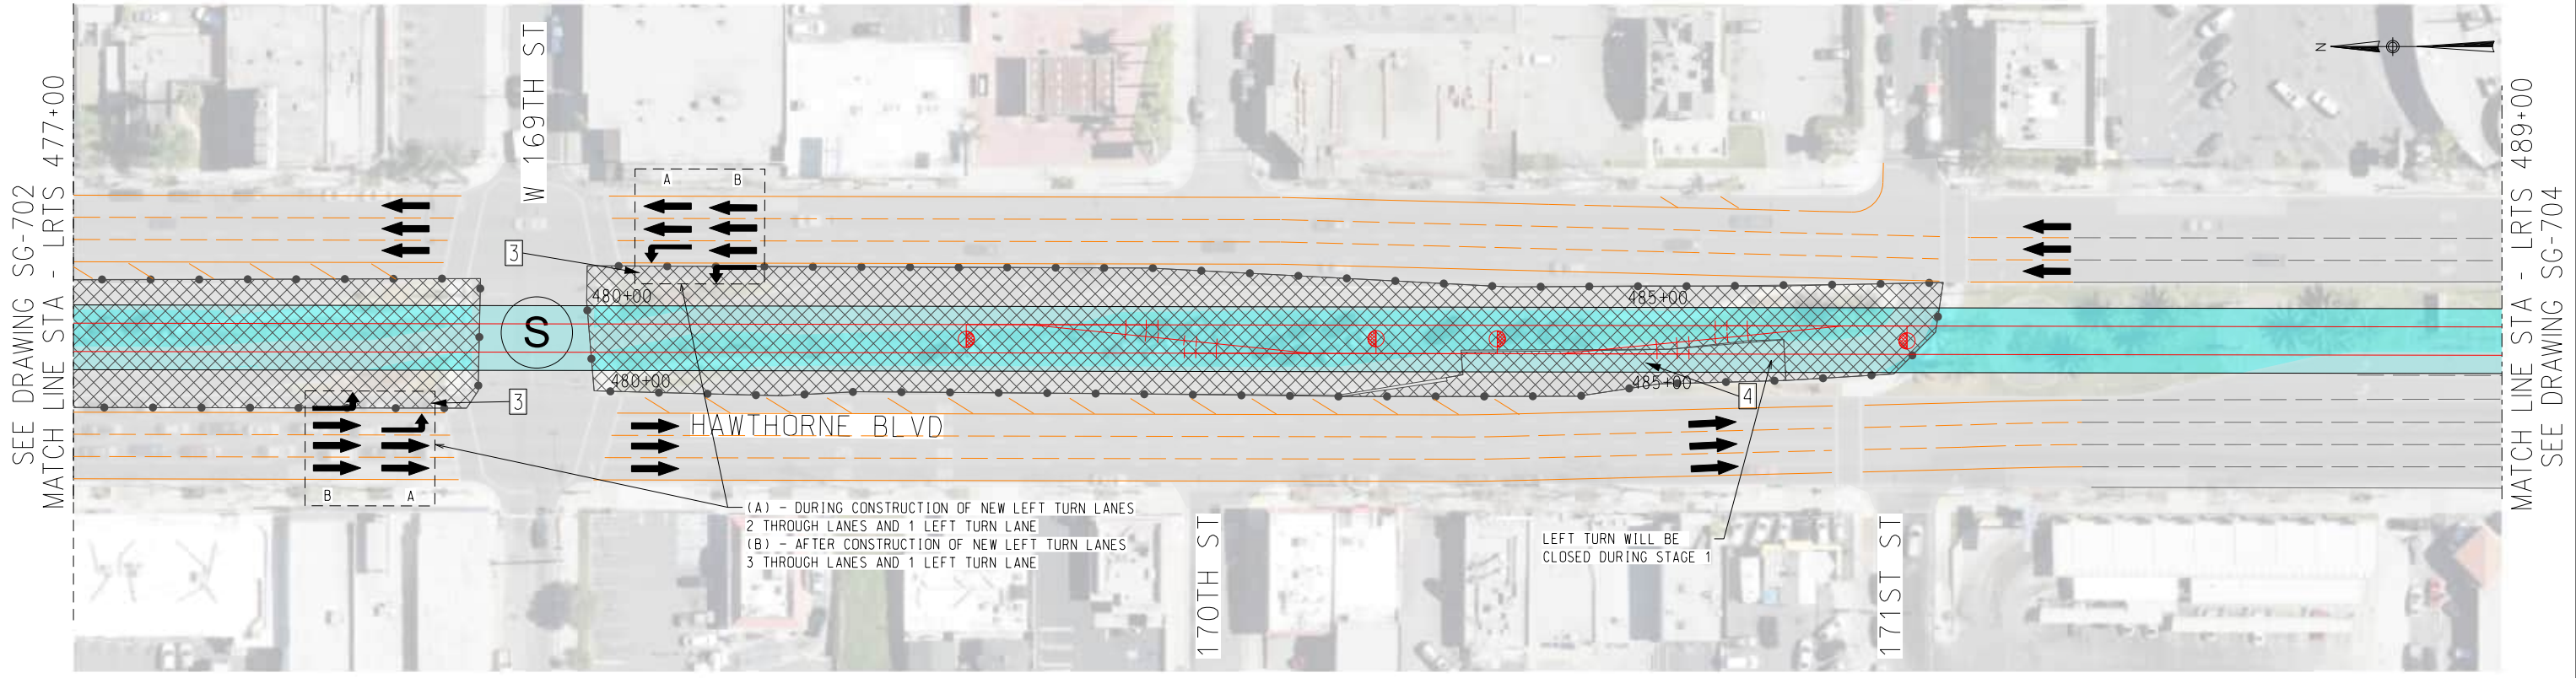 SEE DRAWING SG-702
MATCH LINE STA - LRTS 477+00
W 169TH ST
A B
N
MATCH LINE STA - LRTS 489+00
SEE DRAWING SG-704
3
480+00
485+00
S
480+00
485+00
3
4
HAWTHORNE BLVD
B A
(A) - DURING CONSTRUCTION OF NEW LEFT TURN LANES
2 THROUGH LANES AND 1 LEFT TURN LANE
(B) - AFTER CONSTRUCTION OF NEW LEFT TURN LANES
3 THROUGH LANES AND 1 LEFT TURN LANE
170TH ST
LEFT TURN WILL BE
CLOSED DURING STAGE 1
171ST ST